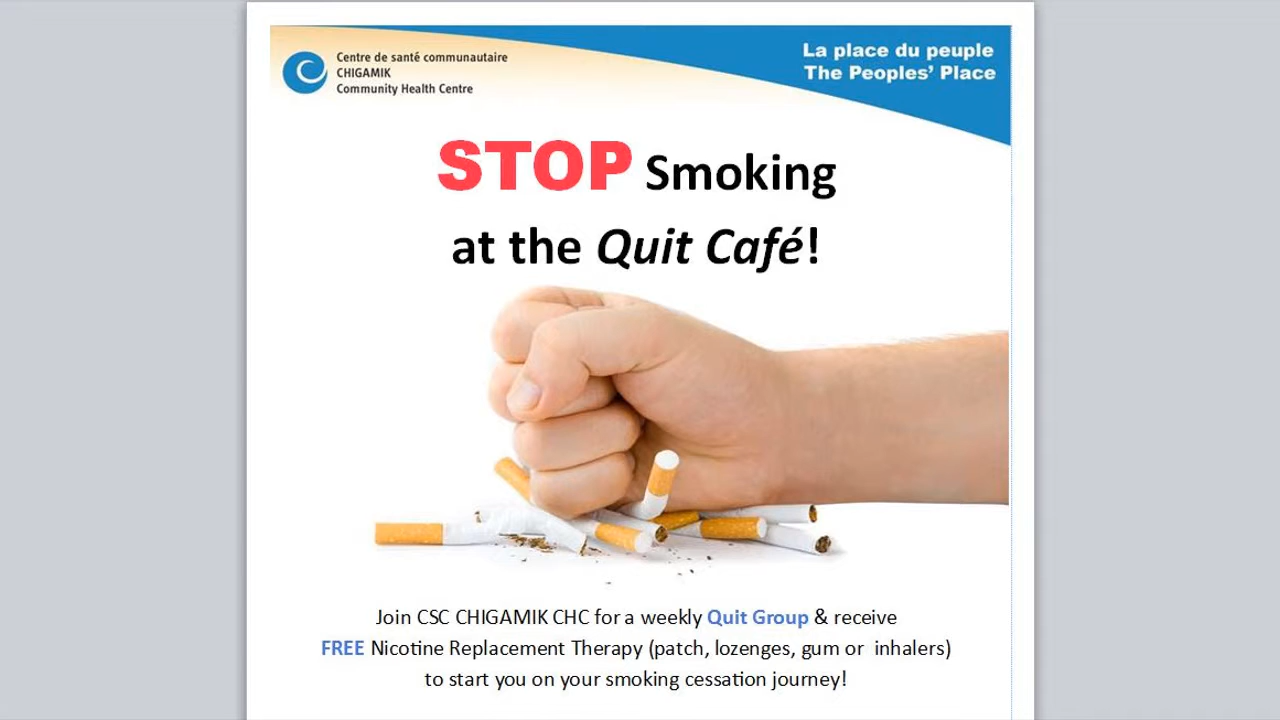 Centre de santé communautaire
CHIGAMIK
Community Health Centre
La place du peuple
The Peoples' Place
STOP Smoking
at the Quit Café!
Join CSC CHIGAMIK CHC for a weekly Quit Group & receive
FREE Nicotine Replacement Therapy (patch, lozenges, gum or inhalers)
to start you on your smoking cessation journey!